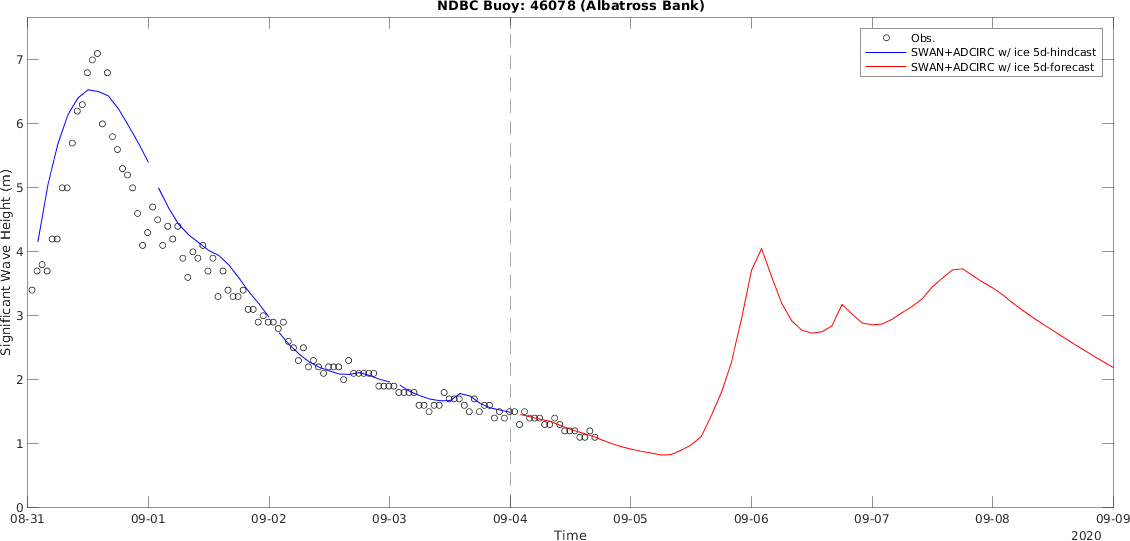 NDBC Buoy: 46078 (Albatross Bank)
Obs.
SWAN+ADCIRC w/ ice 5d-hindcast
SWAN+ADCIRC w/ ice 5d-forecast
Significant Wave Height (m)
7
6
5
4
3
2
1
0
08-31 09-01 09-02 09-03 09-04 09-05 09-06 09-07 09-08 09-09
Time
2020